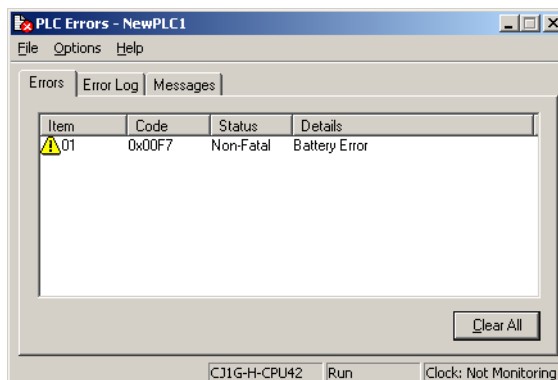 PLC Errors - NewPLC1
File Options Help
Errors Error Log Messages
Item Code Status Details
01 0x00F7 Non-Fatal Battery Error
Clear All
CJ1G-H-CPU42 Run Clock: Not Monitoring